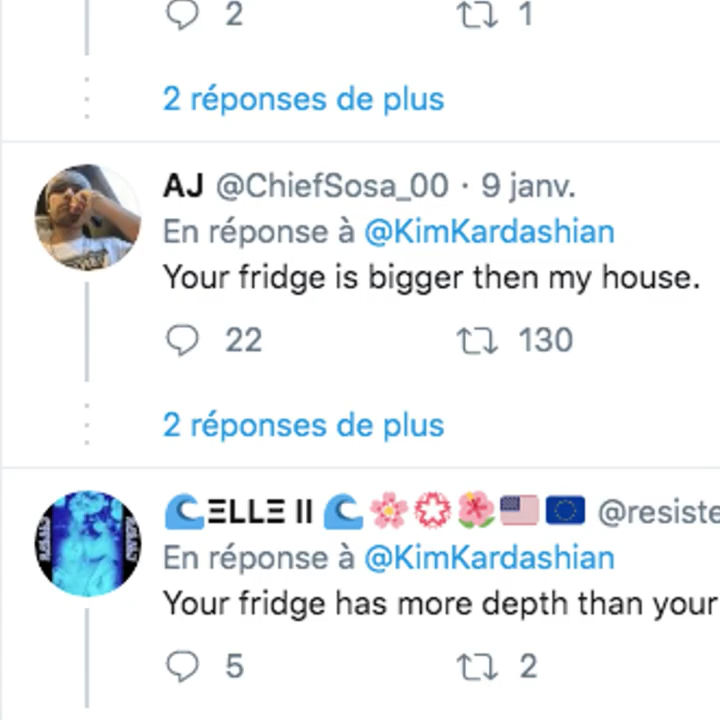 2 1
2 réponses de plus
AJ @ChiefSosa_00 · 9 janv.
En réponse à @KimKardashian
Your fridge is bigger then my house.
22 130
2 réponses de plus
🌊ΞLLΞ II 🌊🌸💮🌺🇺🇸🇪🇺 @resiste
En réponse à @KimKardashian
Your fridge has more depth than your
5 2